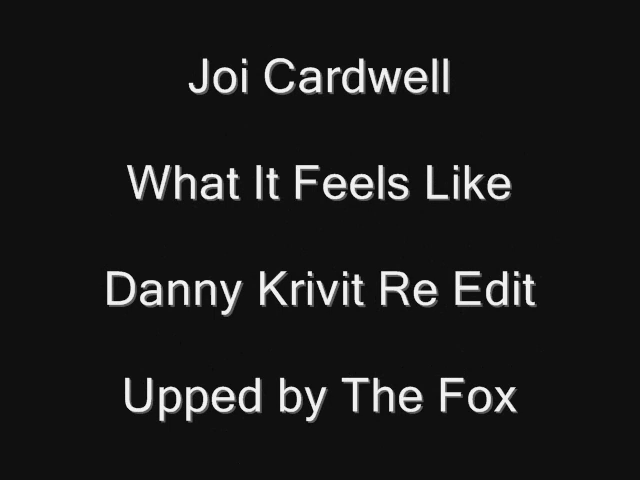 Joi Cardwell
What It Feels Like
Danny Krivit Re Edit
Upped by The Fox